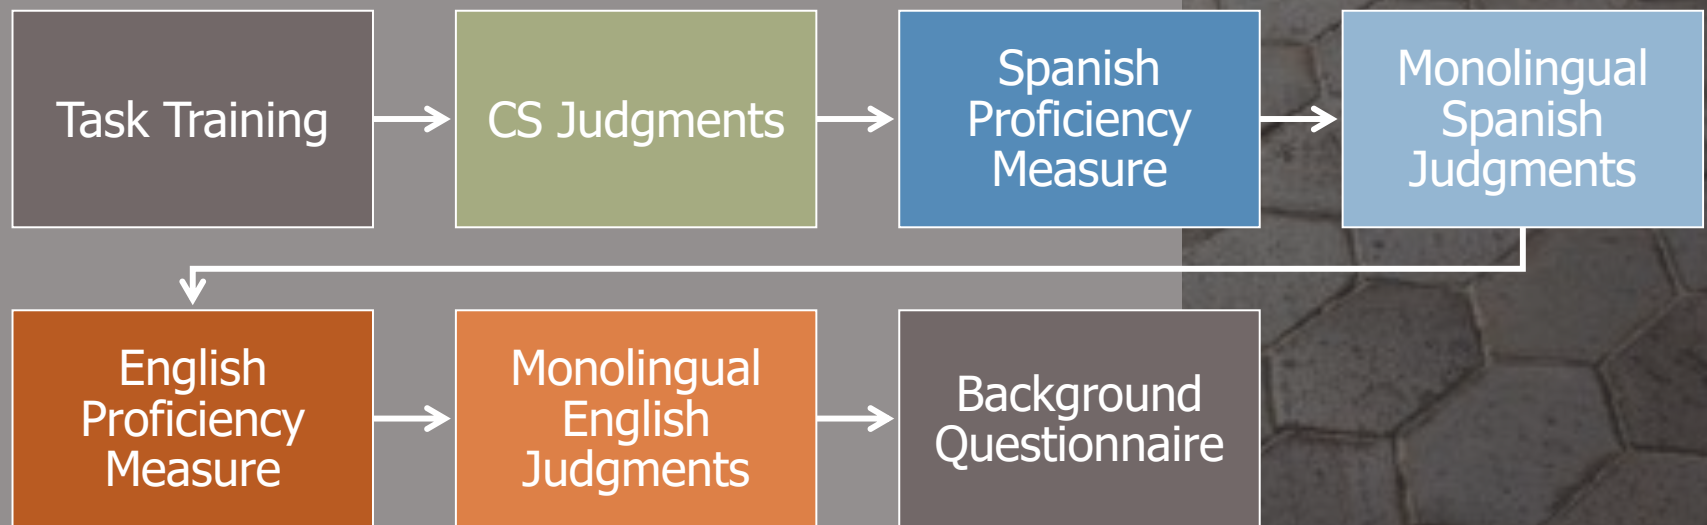 Task Training
CS Judgments
Spanish
Proficiency
Measure
Monolingual
Spanish
Judgments
English
Proficiency
Measure
Monolingual
English
Judgments
Background
Questionnaire